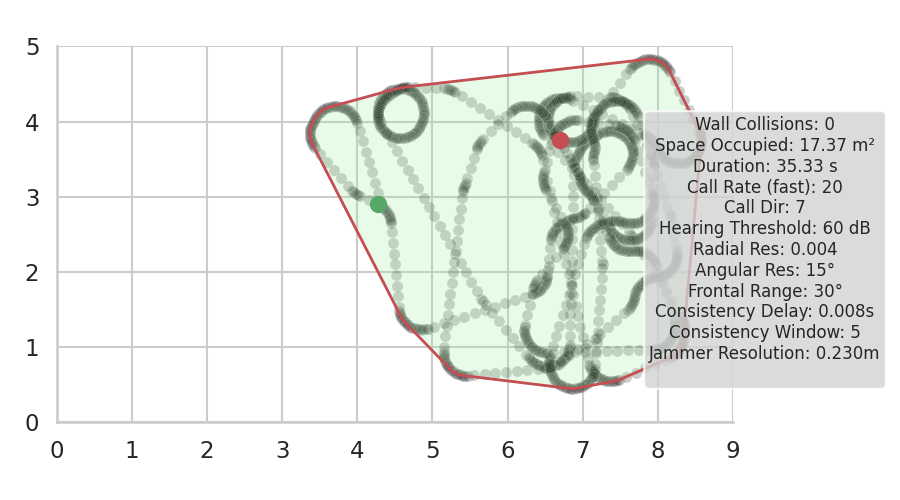 5
4
3
2
1
0
0 1 2 3 4 5 6 7 8 9
Wall Collisions: 0
Space Occupied: 17.37 m²
Duration: 35.33 s
Call Rate (fast): 20
Call Dir: 7
Hearing Threshold: 60 dB
Radial Res: 0.004
Angular Res: 15°
Frontal Range: 30°
Consistency Delay: 0.008s
Consistency Window: 5
Jammer Resolution: 0.230m